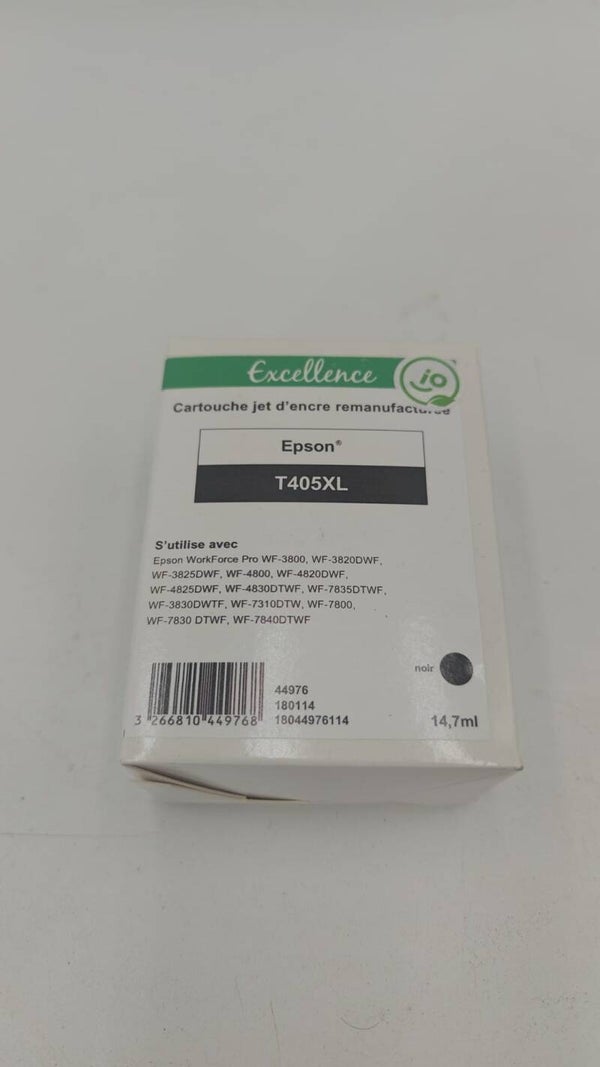 Excellence
io
Cartouche jet d'encre remanufacturée
Epson®
T405XL
S'utilise avec
Epson WorkForce Pro WF-3800, WF-3820DWF,
WF-3825DWF, WF-4800, WF-4820DWF,
WF-4825DWF, WF-4830DTWF, WF-7835DTWF,
WF-3830DWTF, WF-7310DTW, WF-7800,
WF-7830 DTWF, WF-7840DTWF
noir
44976
180114
3 266810 449768 18044976114
14,7ml